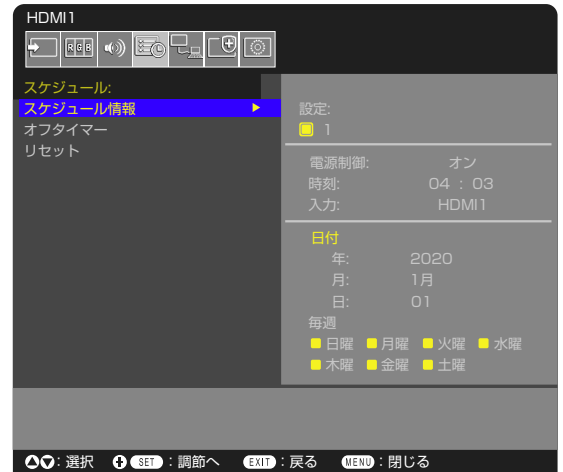 HDMI1
RGB
スケジュール:
スケジュール情報
オフタイマー
リセット
設定:
1
電源制御: オン
時刻: 04 : 03
入力: HDMI1
日付
年: 2020
月: 1月
日: 01
毎週
日曜 月曜 火曜 水曜
木曜 金曜 土曜
: 選択 SET : 調節へ EXIT : 戻る MENU : 閉じる